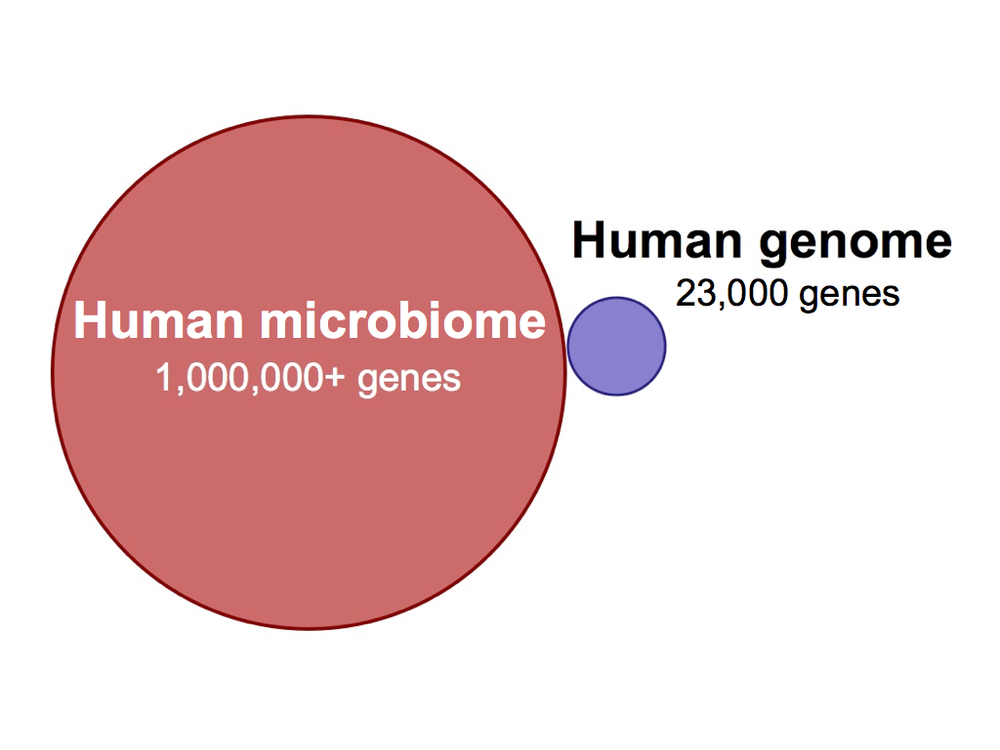 Human microbiome
1,000,000+ genes
Human genome
23,000 genes